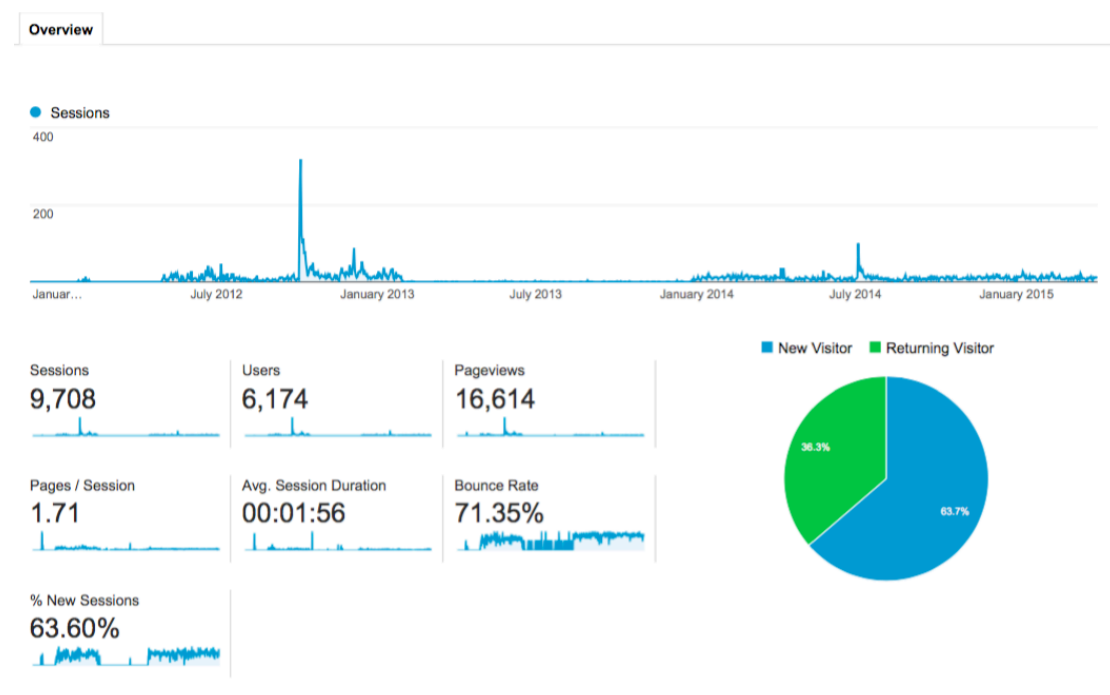 Overview
Sessions
400
200
Januar…
July 2012
January 2013
July 2013
January 2014
July 2014
January 2015
New Visitor
Returning Visitor
Sessions
9,708
Users
6,174
Pageviews
16,614
36.3%
63.7%
Pages / Session
1.71
Avg. Session Duration
00:01:56
Bounce Rate
71.35%
% New Sessions
63.60%